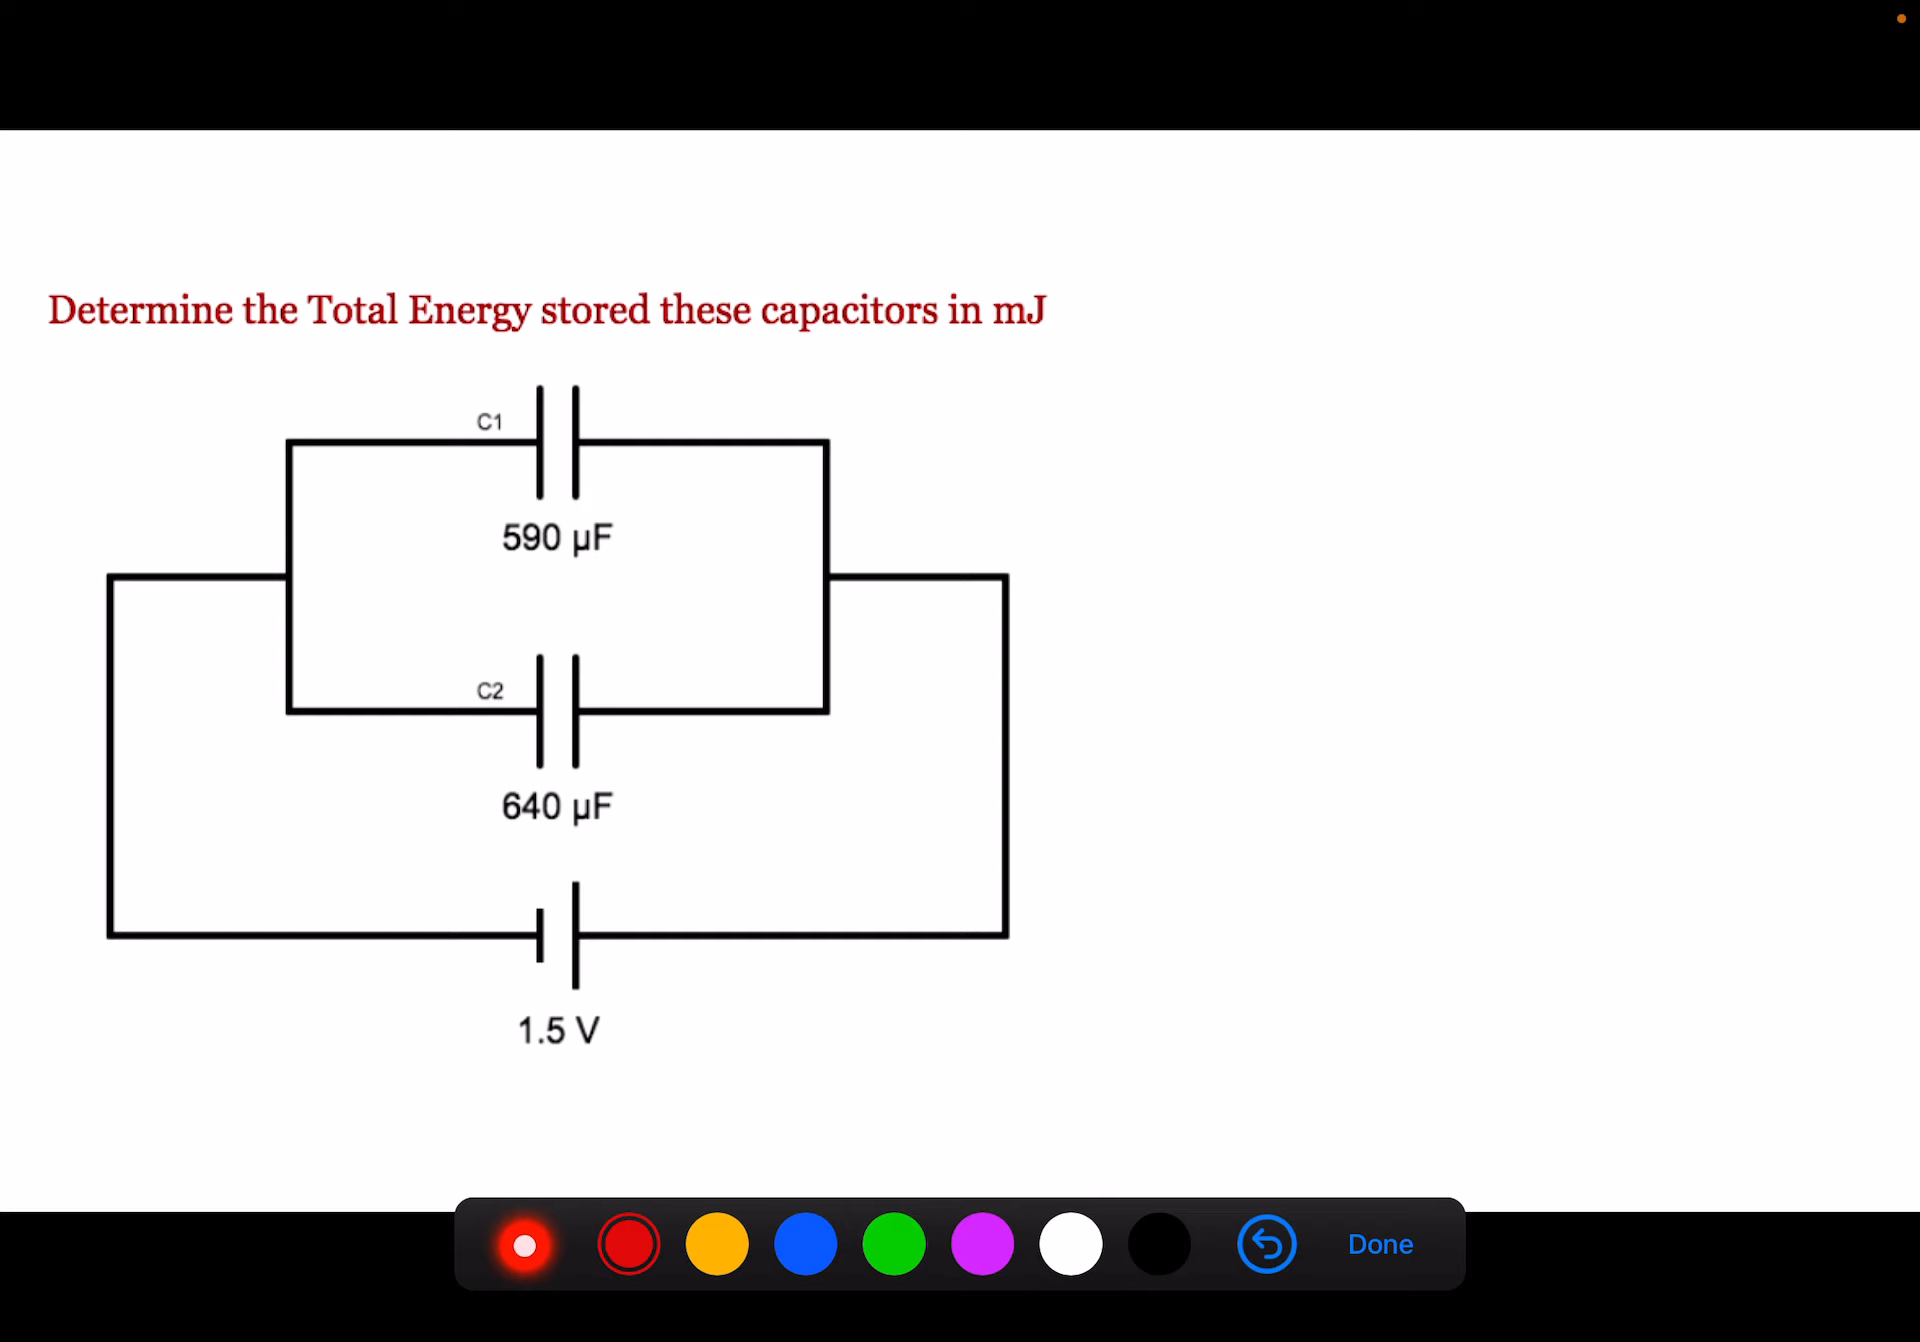 Determine the Total Energy stored these capacitors in mJ
C1
590 µF
C2
640 µF
1.5 V
Done